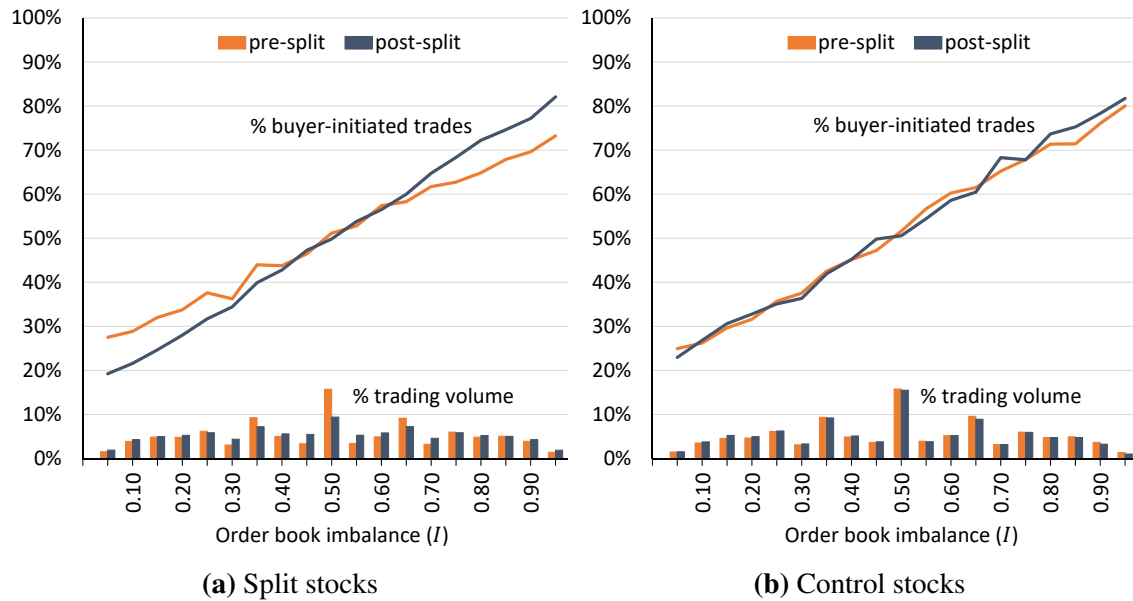 100%
90%
80%
70%
60%
50%
40%
30%
20%
10%
0%
pre-split post-split
% buyer-initiated trades
% trading volume
0.10 0.20 0.30 0.40 0.50 0.60 0.70 0.80 0.90
Order book imbalance (I)
(a) Split stocks
100%
90%
80%
70%
60%
50%
40%
30%
20%
10%
0%
pre-split post-split
% buyer-initiated trades
% trading volume
0.10 0.20 0.30 0.40 0.50 0.60 0.70 0.80 0.90
Order book imbalance (I)
(b) Control stocks